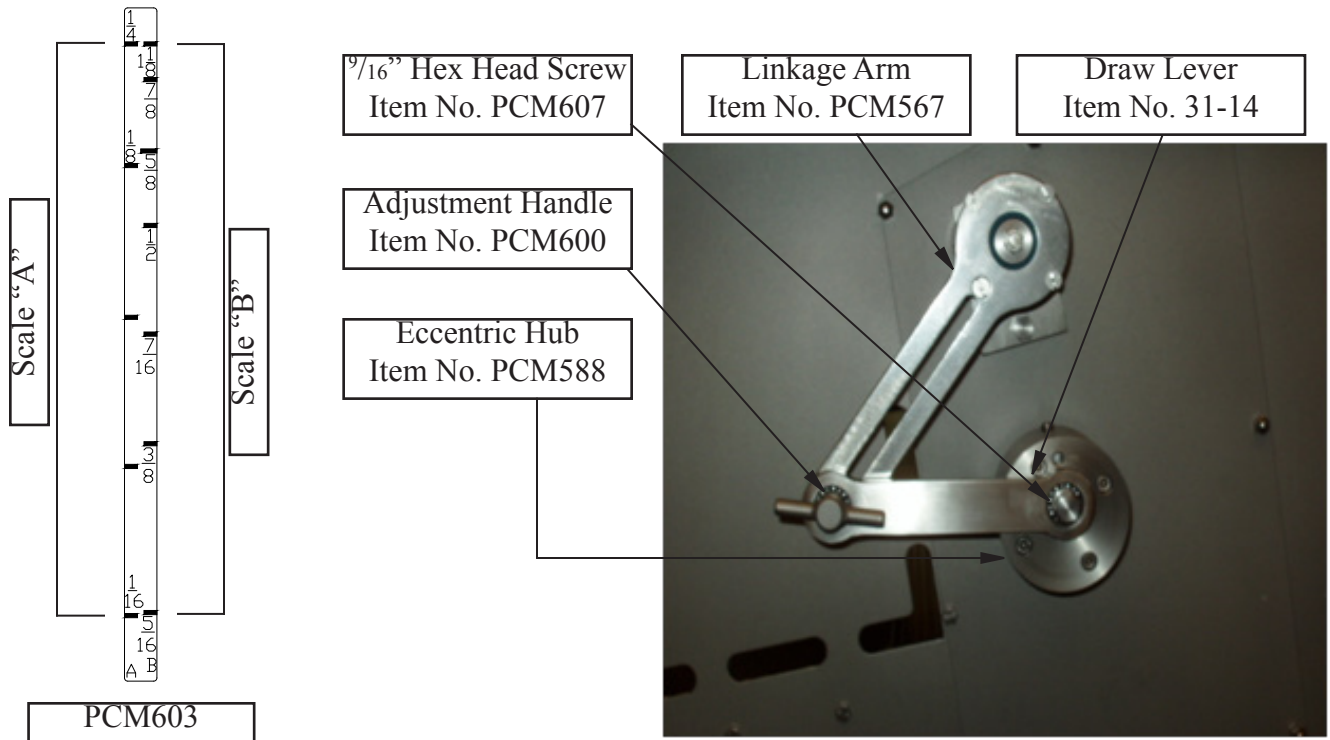 1/4
1 1/8
7/8
1/8
5/8
1/2
7/16
3/8
1/16
5/16
A B
Scale “A”
Scale “B”
PCM603
9/16” Hex Head Screw
Item No. PCM607
Linkage Arm
Item No. PCM567
Draw Lever
Item No. 31-14
Adjustment Handle
Item No. PCM600
Eccentric Hub
Item No. PCM588